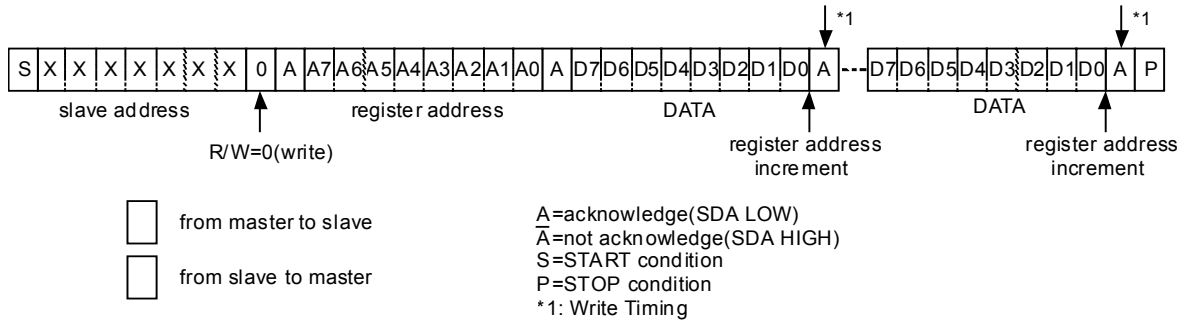 *1 *1
S X X X X X X X 0 A A7 A6 A5 A4 A3 A2 A1 A0 A D7 D6 D5 D4 D3 D2 D1 D0 A D7 D6 D5 D4 D3 D2 D1 D0 A P
slave address register address DATA DATA
R/W=0(write)
register address
increment
register address
increment
from master to slave
from slave to master
A=acknowledge(SDA LOW)
A̅=not acknowledge(SDA HIGH)
S=START condition
P=STOP condition
*1: Write Timing